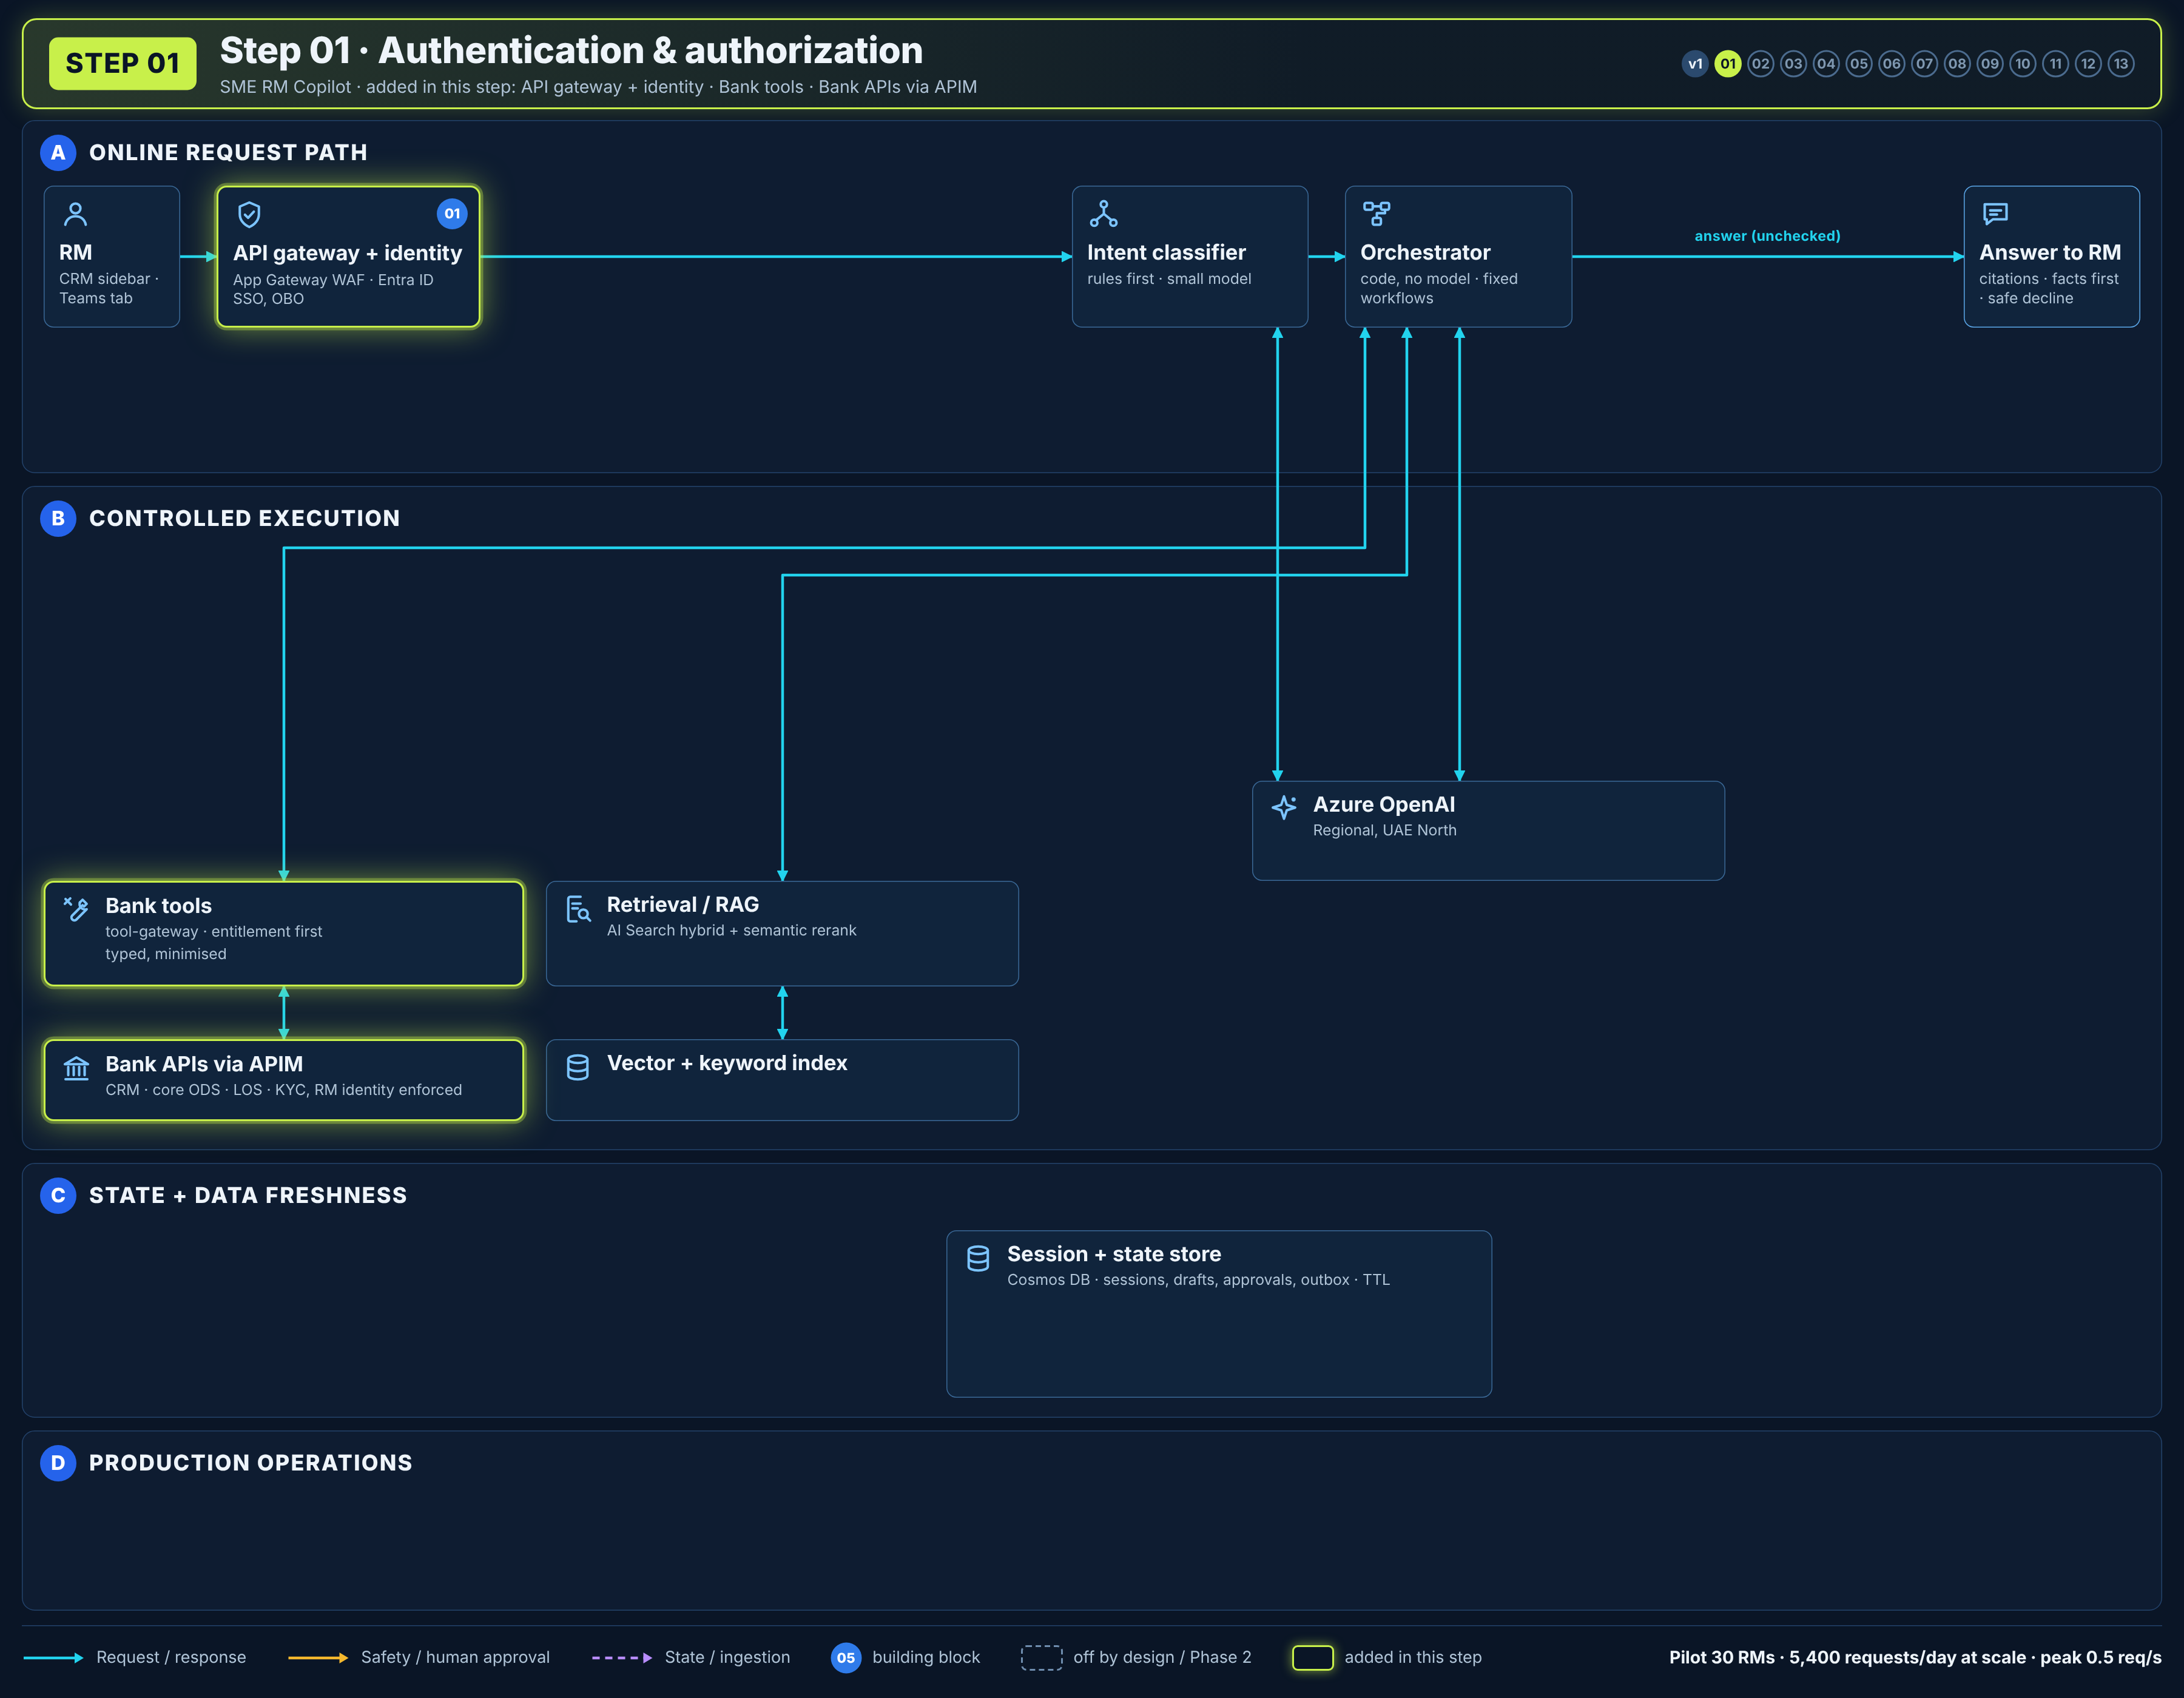 STEP 01
Step 01 · Authentication & authorization
SME RM Copilot · added in this step: API gateway + identity · Bank tools · Bank APIs via APIM
v1 01 02 03 04 05 06 07 08 09 10 11 12 13
A ONLINE REQUEST PATH
RM
CRM sidebar ·
Teams tab
01
API gateway + identity
App Gateway WAF · Entra ID
SSO, OBO
Intent classifier
rules first · small model
Orchestrator
code, no model · fixed
workflows
answer (unchecked)
Answer to RM
citations · facts first
· safe decline
B CONTROLLED EXECUTION
Azure OpenAI
Regional, UAE North
Bank tools
tool-gateway · entitlement first
typed, minimised
Retrieval / RAG
AI Search hybrid + semantic rerank
Bank APIs via APIM
CRM · core ODS · LOS · KYC, RM identity enforced
Vector + keyword index
C STATE + DATA FRESHNESS
Session + state store
Cosmos DB · sessions, drafts, approvals, outbox · TTL
D PRODUCTION OPERATIONS
Request / response
Safety / human approval
State / ingestion
05 building block
off by design / Phase 2
added in this step
Pilot 30 RMs · 5,400 requests/day at scale · peak 0.5 req/s